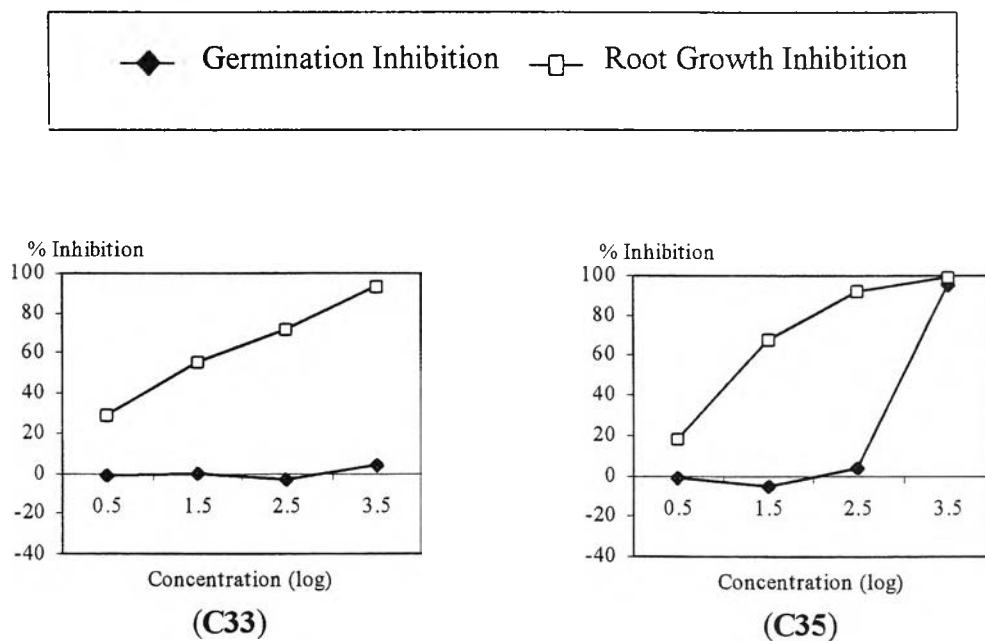 Germination Inhibition Root Growth Inhibition
% Inhibition
100
80
60
40
20
0
-20
-40
0.5 1.5 2.5 3.5
Concentration (log)
(C33)
% Inhibition
100
80
60
40
20
0
-20
-40
0.5 1.5 2.5 3.5
Concentration (log)
(C35)